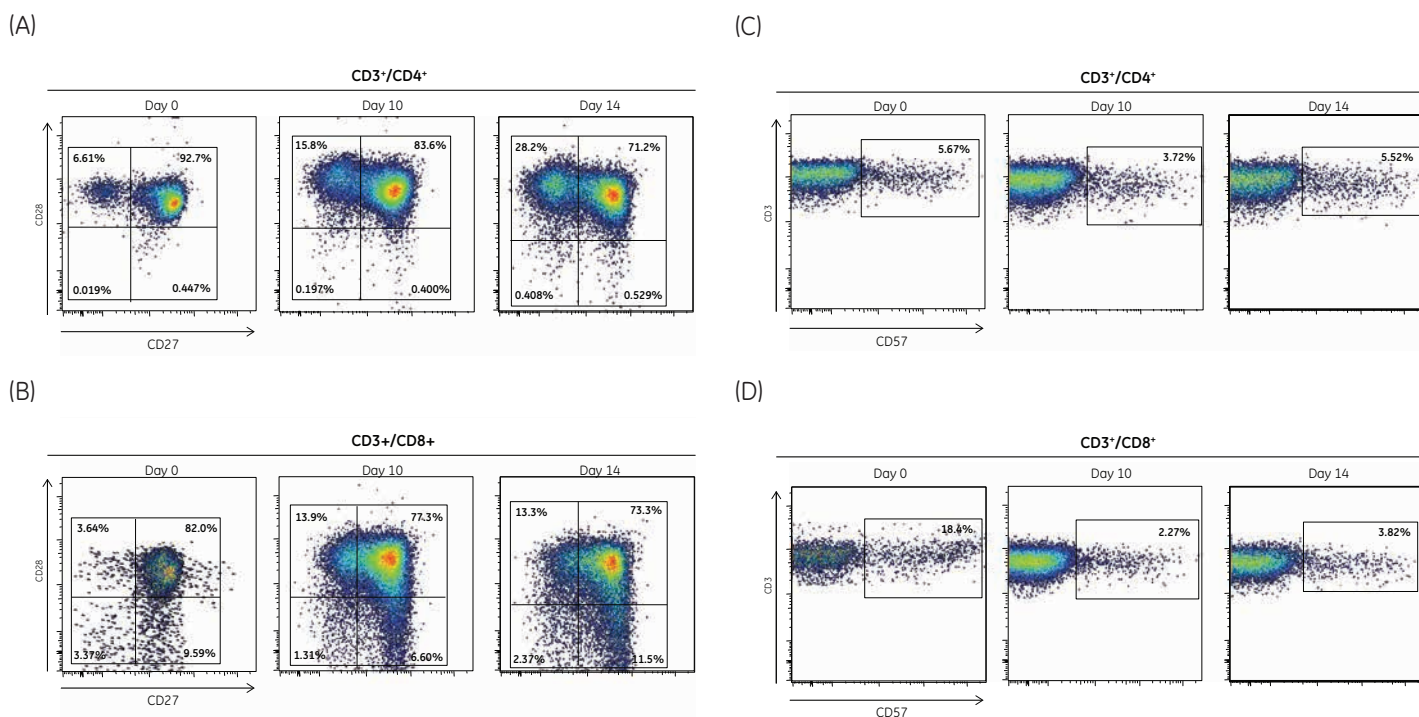 (A)
CD3⁺/CD4⁺
Day 0
Day 10
Day 14
6.61%
92.7%
0.019%
0.447%
15.8%
83.6%
0.197%
0.400%
28.2%
71.2%
0.408%
0.529%
CD28
CD27
(B)
CD3+/CD8+
Day 0
Day 10
Day 14
3.64%
82.0%
3.37%
9.59%
13.9%
77.3%
1.31%
6.60%
13.3%
73.3%
2.37%
11.5%
CD28
CD27
(C)
CD3⁺/CD4⁺
Day 0
Day 10
Day 14
5.67%
3.72%
5.52%
CD3
CD57
(D)
CD3⁺/CD8⁺
Day 0
Day 10
Day 14
18.4%
2.27%
3.82%
CD3
CD57